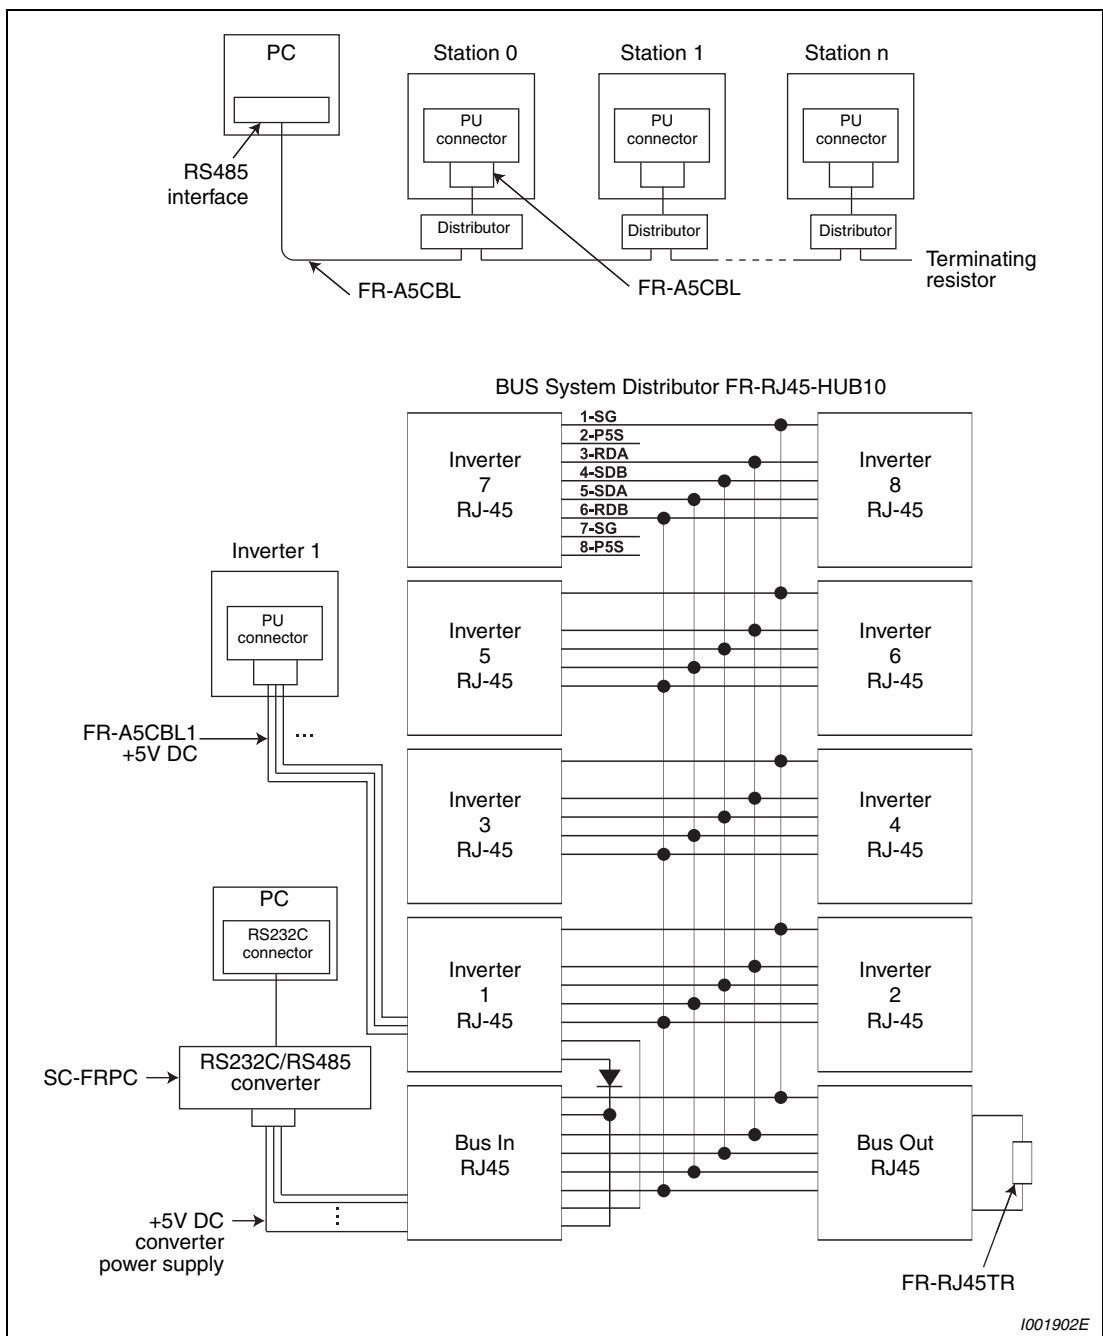 PC
Station 0
Station 1
Station n
PU
connector
PU
connector
PU
connector
RS485
interface
Distributor
Distributor
Distributor
Terminating
resistor
FR-A5CBL
FR-A5CBL
BUS System Distributor FR-RJ45-HUB10
Inverter
7
RJ-45
1-SG
2-P5S
3-RDA
4-SDB
5-SDA
6-RDB
7-SG
8-P5S
Inverter
8
RJ-45
Inverter 1
PU
connector
Inverter
5
RJ-45
Inverter
6
RJ-45
FR-A5CBL1
+5V DC
...
Inverter
3
RJ-45
Inverter
4
RJ-45
PC
RS232C
connector
Inverter
1
RJ-45
Inverter
2
RJ-45
SC-FRPC
RS232C/RS485
converter
Bus In
RJ45
Bus Out
RJ45
+5V DC
converter
power supply
FR-RJ45TR
I001902E